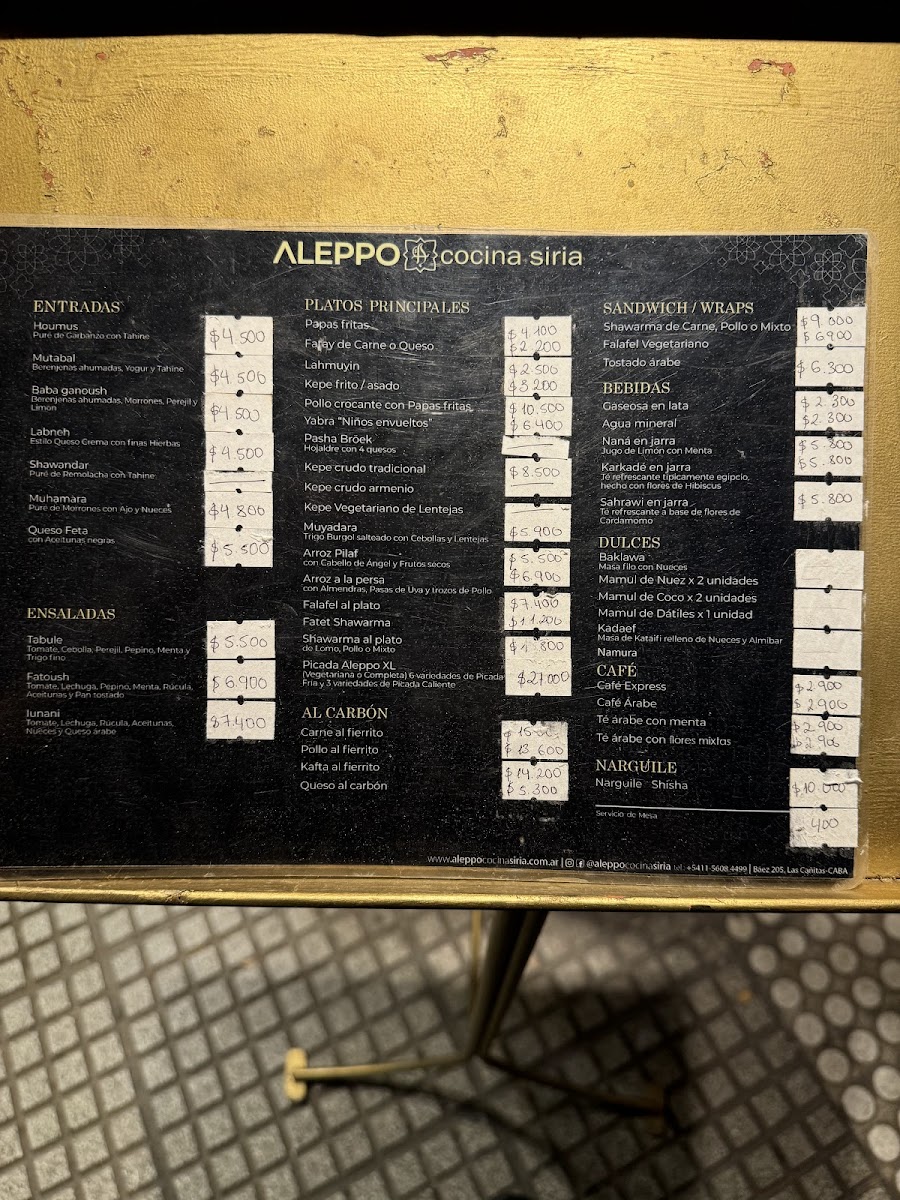 ALEPPO cocina siria
ENTRADAS
Houmus $4.500
Puré de Garbanzo con Tahine
Mutabal $4.500
Berenjenas ahumadas, Yogur y Tahine
Baba ganoush $4.500
Berenjenas ahumadas, Morrones, Perejil y
Limon
Labneh $4.500
Estilo Queso Crema con finas Hierbas
Shawandar
Puré de Remolacha con Tahine
Muhamara $4.800
Puré de Morrones con Ajo y Nueces
Queso Feta $5.500
con Aceitunas negras
ENSALADAS
Tabule $5.500
Tomate, Cebolla, Perejil, Pepino, Menta y
Trigo fino
Fatoush $6.900
Tomate, Lechuga, Pepino, Menta, Rúcula,
Aceitunas y Pan tostado
Iunani $7.400
Tomate, Lechuga, Rúcula, Aceitunas,
Nueces y Queso árabe
PLATOS PRINCIPALES
Papas fritas $4.100
Fatay de Carne o Queso $2.200
Lahmuyin $2.500
Kepe frito / asado $3.200
Pollo crocante con Papas fritas $10.500
Yabra "Niños envueltos" $6.400
Pasha Bröek
Hojaldre con 4 quesos
Kepe crudo tradicional $8.500
Kepe crudo armenio
Kepe Vegetariano de Lentejas
Muyadara $5.900
Trigo Burgol salteado con Cebollas y Lentejas
Arroz Pilaf $5.500
con Cabello de Ángel y Frutos secos
Arroz a la persa $6.900
con Almendras, Pasas de Uva y trozos de Pollo
Falafel al plato $7.400
Fatet Shawarma $11.200
Shawarma al plato
de Lomo, Pollo o Mixto
Picada Aleppo XL $27.000
(Vegetariana o Completa) 6 variedades de Picada
Fria y 3 variedades de Picada Caliente
AL CARBÓN
Carne al fierrito
Pollo al fierrito $13.600
Kafta al fierrito $14.200
Queso al carbón $5.300
SANDWICH / WRAPS
Shawarma de Carne, Pollo o Mixto $9.000
Falafel Vegetariano $6900
Tostado árabe $6.300
BEBIDAS
Gaseosa en lata $2.300
Agua mineral $2.300
Naná en jarra $5.800
Jugo de Limón con Menta
Karkadé en jarra $5.800
Té refrescante típicamente egipcio,
hecho con flores de Hibiscus
Sahrawi en jarra $5.800
Té refrescante a base de flores de
Cardamomo
DULCES
Baklawa
Masa filo con Nueces
Mamul de Nuez x 2 unidades
Mamul de Coco x 2 unidades
Mamul de Dátiles x 1 unidad
Kadaef
Masa de Kataifi relleno de Nueces y Almibar
Namura
CAFÉ
Café Express $2.900
Café Árabe $2.900
Té árabe con menta $2.900
Té árabe con flores mixtas $2.900
NARGUILE
Narguile Shisha $10.000
Servicio de Mesa 400
www.aleppococinasiria.com.ar | @aleppococinasiria tel: +5411-5608 4499 | Báez 205, Las Cañitas-CABA